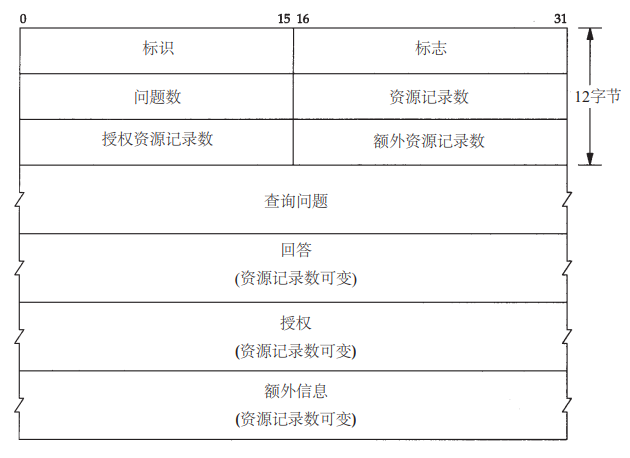 0 15 16 31
标识 标志
问题数 资源记录数 12字节
授权资源记录数 额外资源记录数
查询问题
回答
(资源记录数可变)
授权
(资源记录数可变)
额外信息
(资源记录数可变)